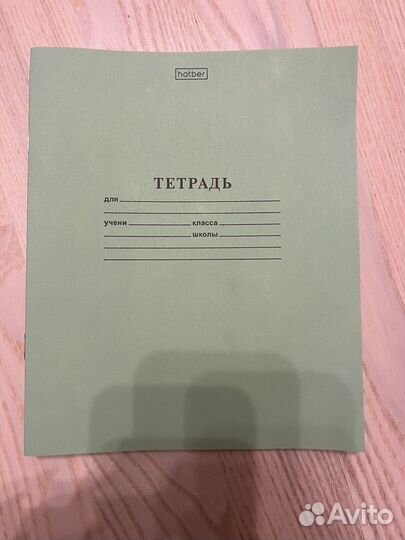 hatber
ТЕТРАДЬ
для
учени класса
школы
Avito